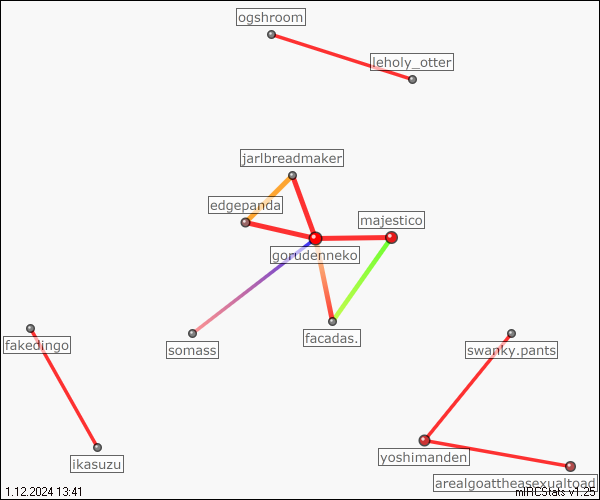 ogshroom
leholy_otter
jarlbreadmaker
edgepanda
majestico
gorudenneko
facadas.
somass
fakedingo
swanky.pants
yoshimanden
ikasuzu
arealgoattheasexualtoad
1.12.2024 13:41
mIRCStats v1.25